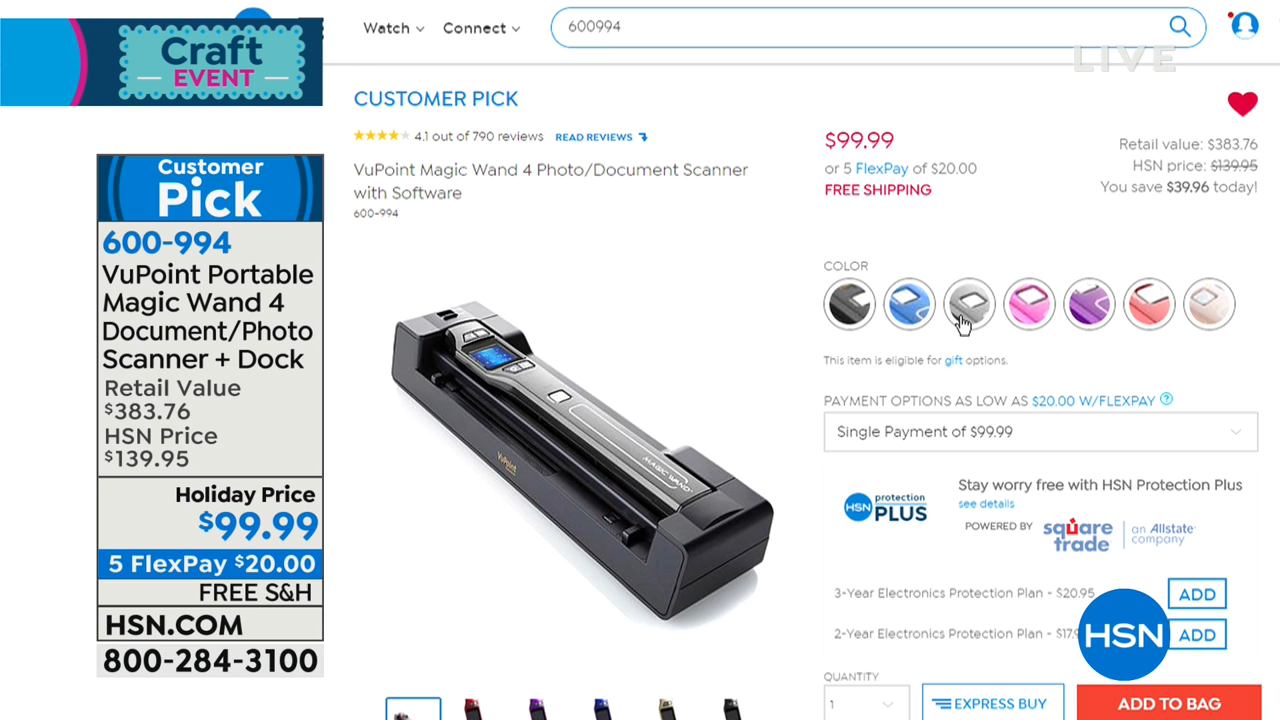 Craft
EVENT
Watch
Connect
600994
LIVE
Customer
Pick
600-994
VuPoint Portable
Magic Wand 4
Document/Photo
Scanner + Dock
Retail Value
$383.76
HSN Price
$139.95
Holiday Price
$99.99
5 FlexPay $20.00
FREE S&H
HSN.COM
800-284-3100
CUSTOMER PICK
4.1 out of 790 reviews READ REVIEWS
VuPoint Magic Wand 4 Photo/Document Scanner
with Software
600-994
VuPoint
MAGIC WAND
$99.99
or 5 FlexPay of $20.00
FREE SHIPPING
Retail value: $383.76
HSN price: $139.95
You save $39.96 today!
COLOR
This item is eligible for gift options.
PAYMENT OPTIONS AS LOW AS $20.00 W/FLEXPAY ?
Single Payment of $99.99
HSN protection
PLUS
Stay worry free with HSN Protection Plus
see details
POWERED BY
square
trade
an Allstate
company
3-Year Electronics Protection Plan - $20.95
ADD
2-Year Electronics Protection Plan -
ADD
HSN
QUANTITY
1
EXPRESS BUY
ADD TO BAG